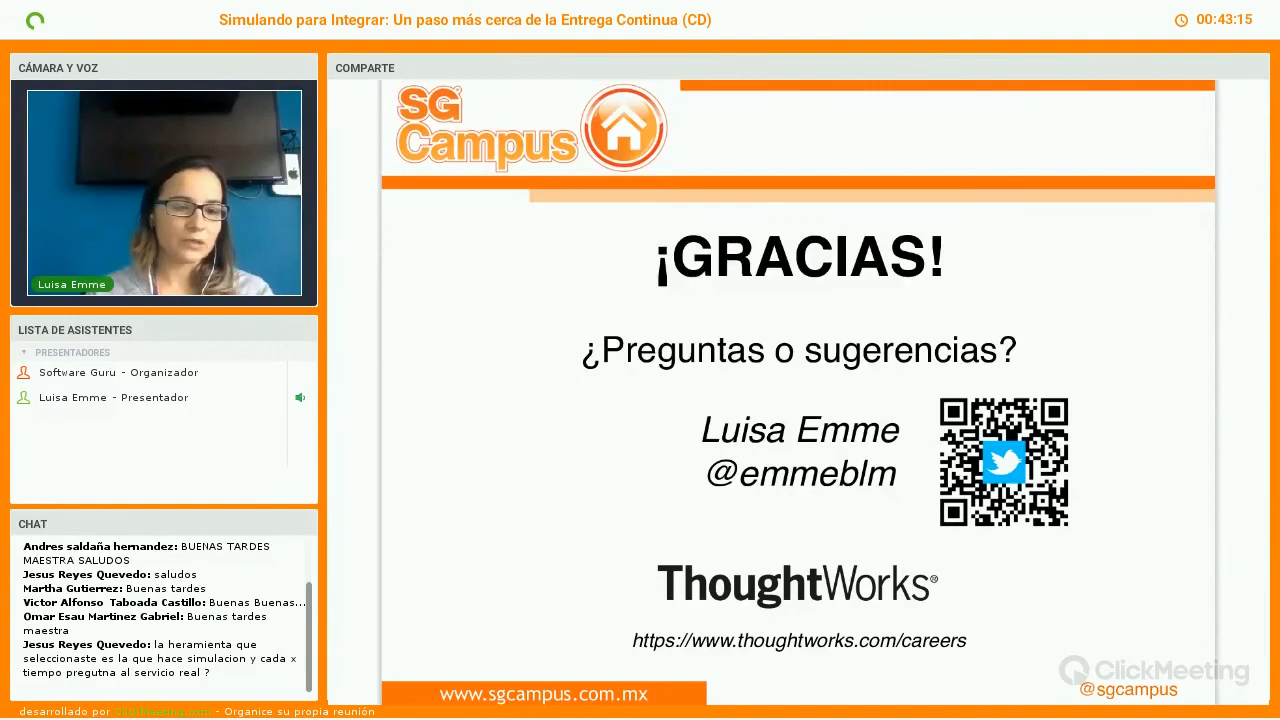 Simulando para Integrar: Un paso más cerca de la Entrega Continua (CD)
00:43:15
CÁMARA Y VOZ
Luisa Emme
LISTA DE ASISTENTES
PRESENTADORES
Software Guru - Organizador
Luisa Emme - Presentador
CHAT
Andres saldaña hernandez: BUENAS TARDES
MAESTRA SALUDOS
Jesus Reyes Quevedo: saludos
Martha Gutierrez: Buenas tardes
Victor Alfonso Taboada Castillo: Buenas Buenas...
Omar Esau Martinez Gabriel: Buenas tardes
maestra
Jesus Reyes Quevedo: la heramienta que
seleccionaste es la que hace simulacion y cada x
tiempo pregutna al servicio real ?
COMPARTE
SG
Campus
¡GRACIAS!
¿Preguntas o sugerencias?
Luisa Emme
@emmeblm
ThoughtWorks®
https://www.thoughtworks.com/careers
ClickMeeting
@sgcampus
www.sgcampus.com.mx
desarrollado por ClickMeeting.com - Organice su propia reunión